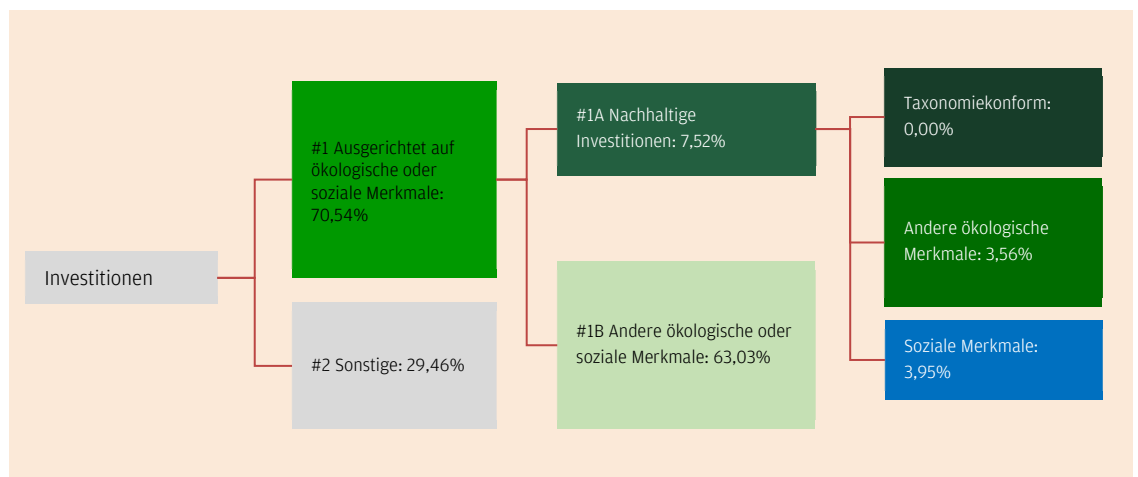 Investitionen
#1 Ausgerichtet auf
ökologische oder
soziale Merkmale:
70,54%
#2 Sonstige: 29,46%
#1A Nachhaltige
Investitionen: 7,52%
#1B Andere ökologische oder
soziale Merkmale: 63,03%
Taxonomiekonform:
0,00%
Andere ökologische
Merkmale: 3,56%
Soziale Merkmale:
3,95%